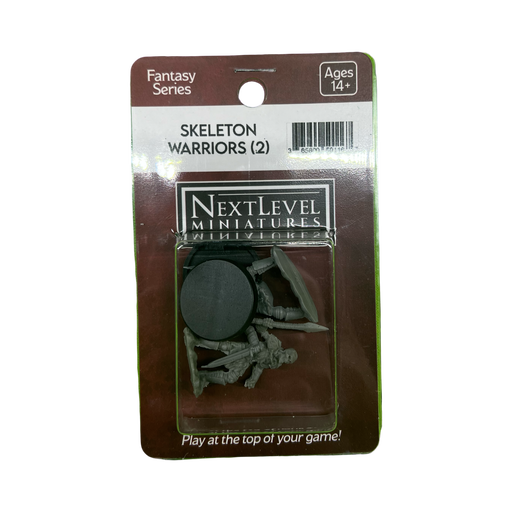 Fantasy
Series
Ages
14+
SKELETON
WARRIORS (2)
NEXTLEVEL
MINIATURES
Play at the top of your game!